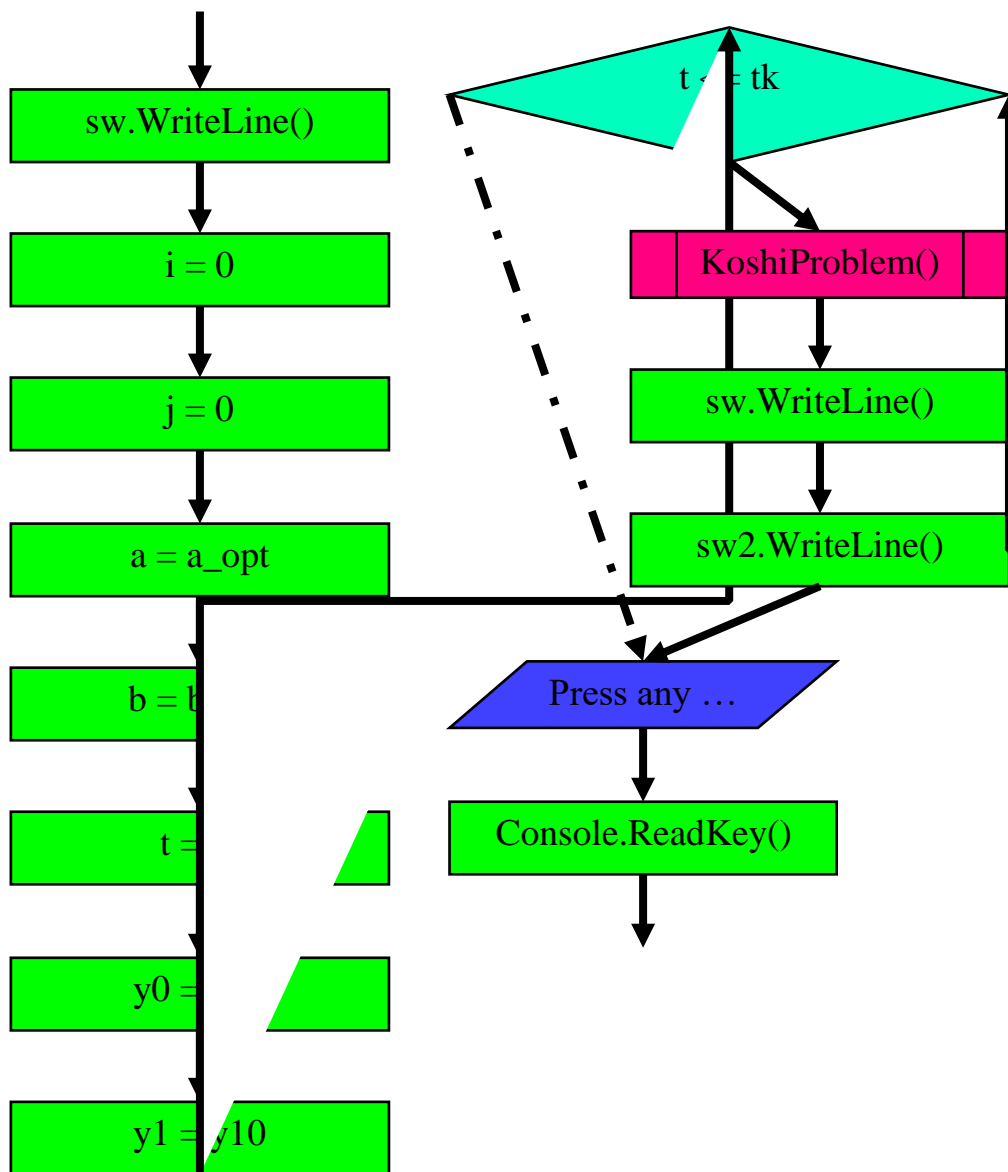 sw.WriteLine()
i = 0
j = 0
a = a_opt
b =
t =
y0 =
y1 = y10
t <= tk
KoshiProblem()
sw.WriteLine()
sw2.WriteLine()
Press any …
Console.ReadKey()